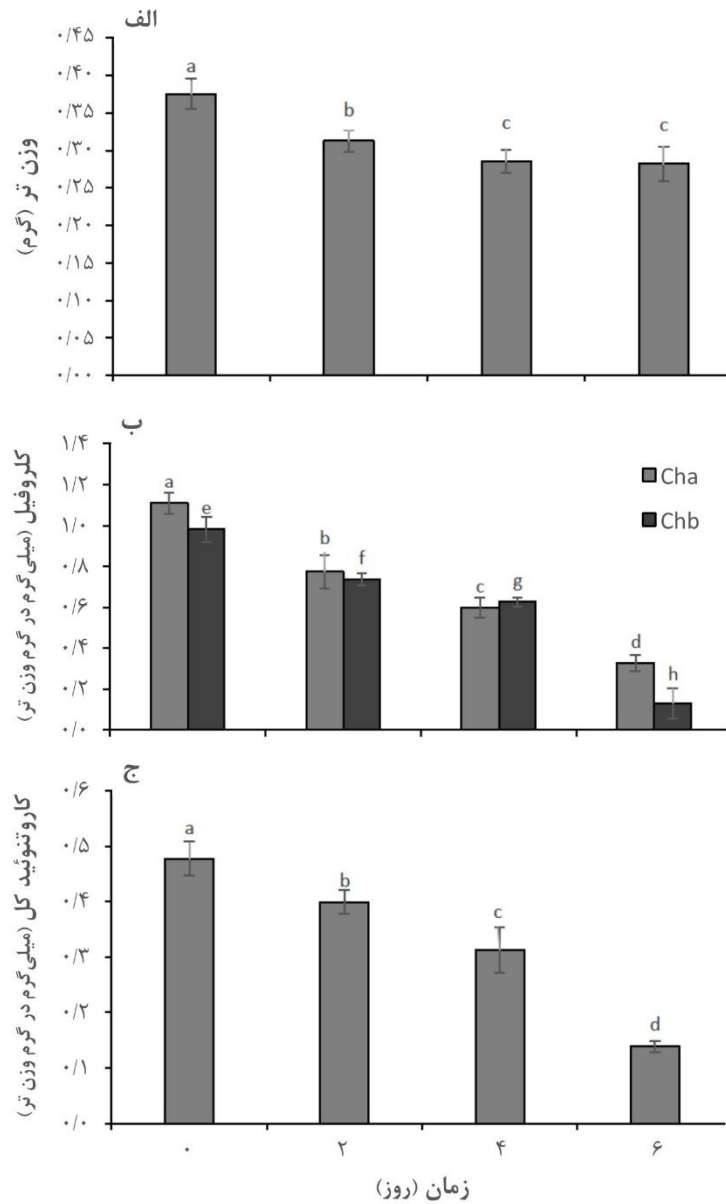 الف
۰/۴۵
۰/۴۰
۰/۳۵
۰/۳۰
۰/۲۵
۰/۲۰
۰/۱۵
۰/۱۰
۰/۰۵
۰/۰۰
وزن تر (گرم)
a
b
c
c
ب
۱/۴
۱/۲
۱/۰
۰/۸
۰/۶
۰/۴
۰/۲
۰/۰
کلروفیل (میلی‌گرم در گرم وزن تر)
Cha
Chb
a
e
b
f
c
g
d
h
ج
۰/۶
۰/۵
۰/۴
۰/۳
۰/۲
۰/۱
۰/۰
کاروتنوئید کل (میلی‌گرم در گرم وزن تر)
a
b
c
d
۰
۲
۴
۶
زمان (روز)